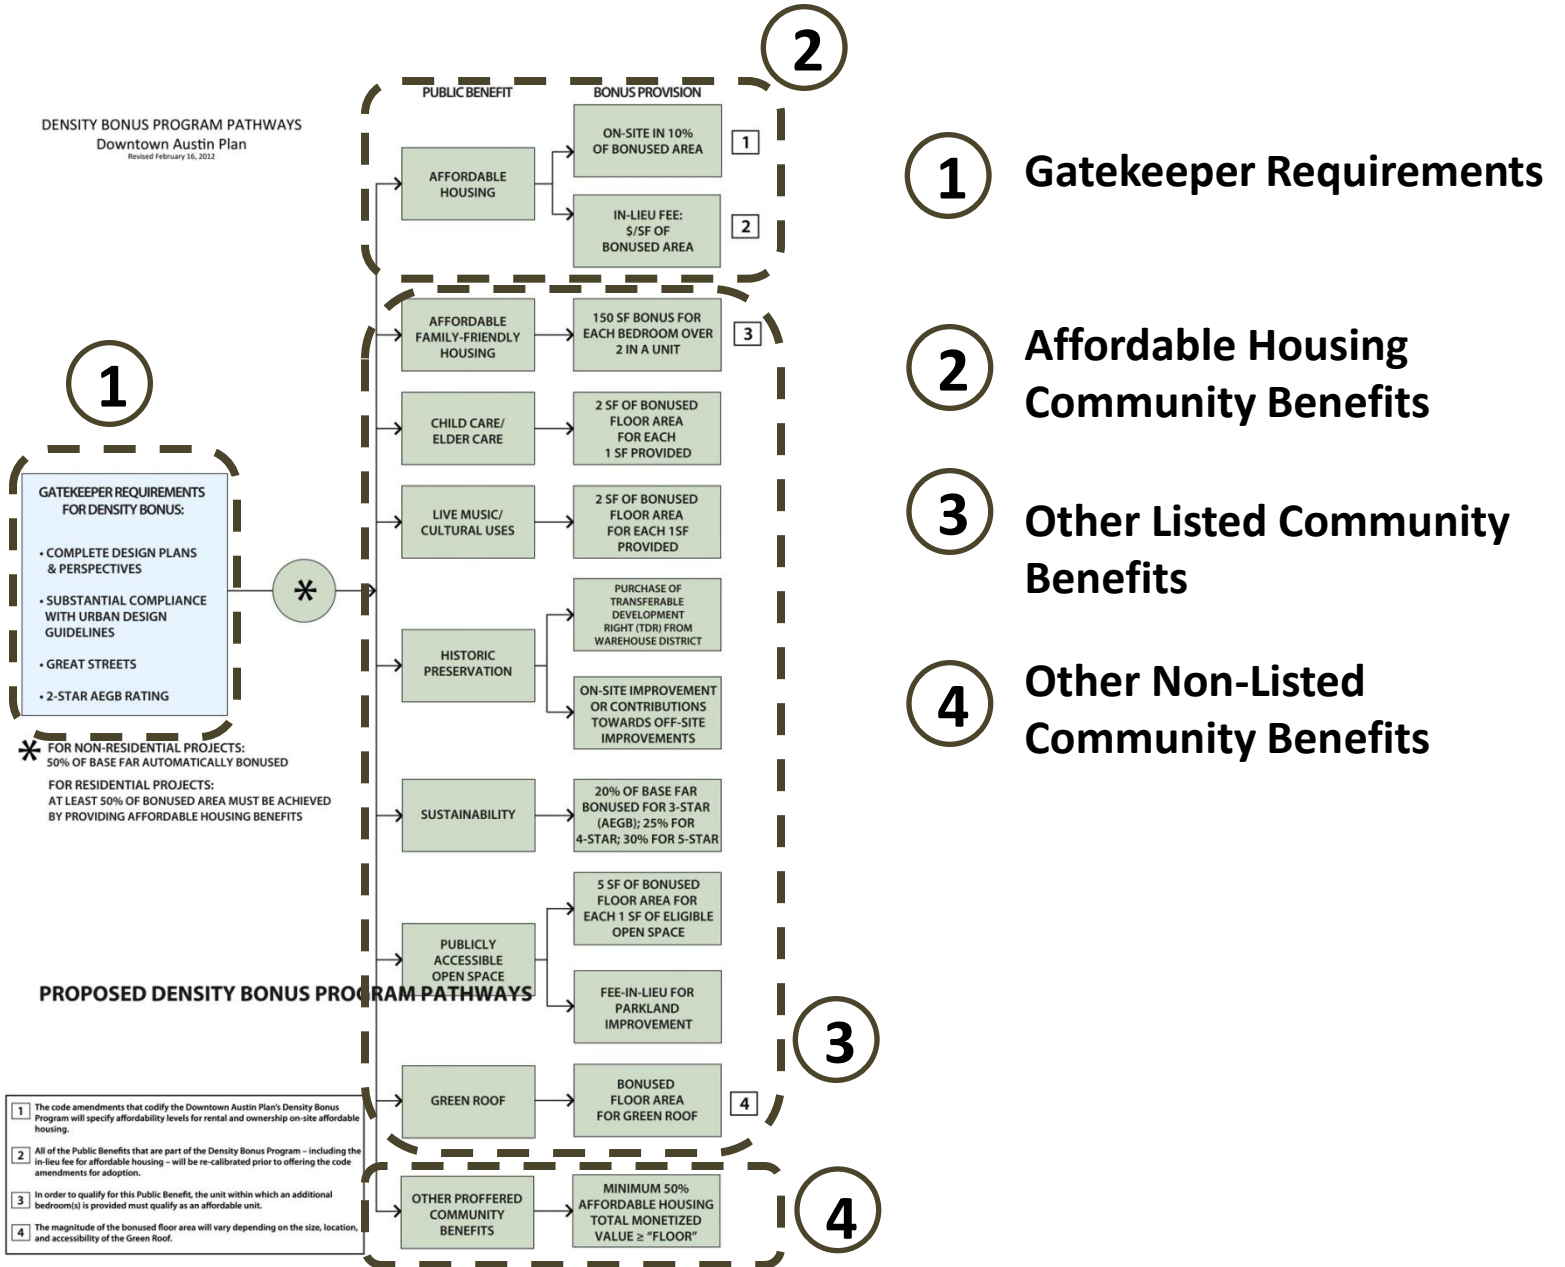 DENSITY BONUS PROGRAM PATHWAYS
Downtown Austin Plan
Revised February 16, 2012
2
PUBLIC BENEFIT
BONUS PROVISION
AFFORDABLE
HOUSING
ON-SITE IN 10%
OF BONUSED AREA
1
IN-LIEU FEE:
$/SF OF
BONUSED AREA
2
AFFORDABLE
FAMILY-FRIENDLY
HOUSING
150 SF BONUS FOR
EACH BEDROOM OVER
2 IN A UNIT
3
CHILD CARE/
ELDER CARE
2 SF OF BONUSED
FLOOR AREA
FOR EACH
1 SF PROVIDED
LIVE MUSIC/
CULTURAL USES
2 SF OF BONUSED
FLOOR AREA
FOR EACH 1SF
PROVIDED
HISTORIC
PRESERVATION
PURCHASE OF
TRANSFERABLE
DEVELOPMENT
RIGHT (TDR) FROM
WAREHOUSE DISTRICT
ON-SITE IMPROVEMENT
OR CONTRIBUTIONS
TOWARDS OFF-SITE
IMPROVEMENTS
SUSTAINABILITY
20% OF BASE FAR
BONUSED FOR 3-STAR
(AEGB); 25% FOR
4-STAR; 30% FOR 5-STAR
PUBLICLY
ACCESSIBLE
OPEN SPACE
5 SF OF BONUSED
FLOOR AREA FOR
EACH 1 SF OF ELIGIBLE
OPEN SPACE
FEE-IN-LIEU FOR
PARKLAND
IMPROVEMENT
3
GREEN ROOF
BONUSED
FLOOR AREA
FOR GREEN ROOF
4
OTHER PROFFERED
COMMUNITY
BENEFITS
MINIMUM 50%
AFFORDABLE HOUSING
TOTAL MONETIZED
VALUE ≥ "FLOOR"
4
1
GATEKEEPER REQUIREMENTS
FOR DENSITY BONUS:
• COMPLETE DESIGN PLANS
& PERSPECTIVES
• SUBSTANTIAL COMPLIANCE
WITH URBAN DESIGN
GUIDELINES
• GREAT STREETS
• 2-STAR AEGB RATING
*
* FOR NON-RESIDENTIAL PROJECTS:
50% OF BASE FAR AUTOMATICALLY BONUSED
FOR RESIDENTIAL PROJECTS:
AT LEAST 50% OF BONUSED AREA MUST BE ACHIEVED
BY PROVIDING AFFORDABLE HOUSING BENEFITS
PROPOSED DENSITY BONUS PROGRAM PATHWAYS
1 The code amendments that codify the Downtown Austin Plan's Density Bonus
Program will specify affordability levels for rental and ownership on-site affordable
housing.
2 All of the Public Benefits that are part of the Density Bonus Program – including the
in-lieu fee for affordable housing – will be re-calibrated prior to offering the code
amendments for adoption.
3 In order to qualify for this Public Benefit, the unit within which an additional
bedroom(s) is provided must qualify as an affordable unit.
4 The magnitude of the bonused floor area will vary depending on the size, location,
and accessibility of the Green Roof.
1 Gatekeeper Requirements
2 Affordable Housing
Community Benefits
3 Other Listed Community
Benefits
4 Other Non-Listed
Community Benefits